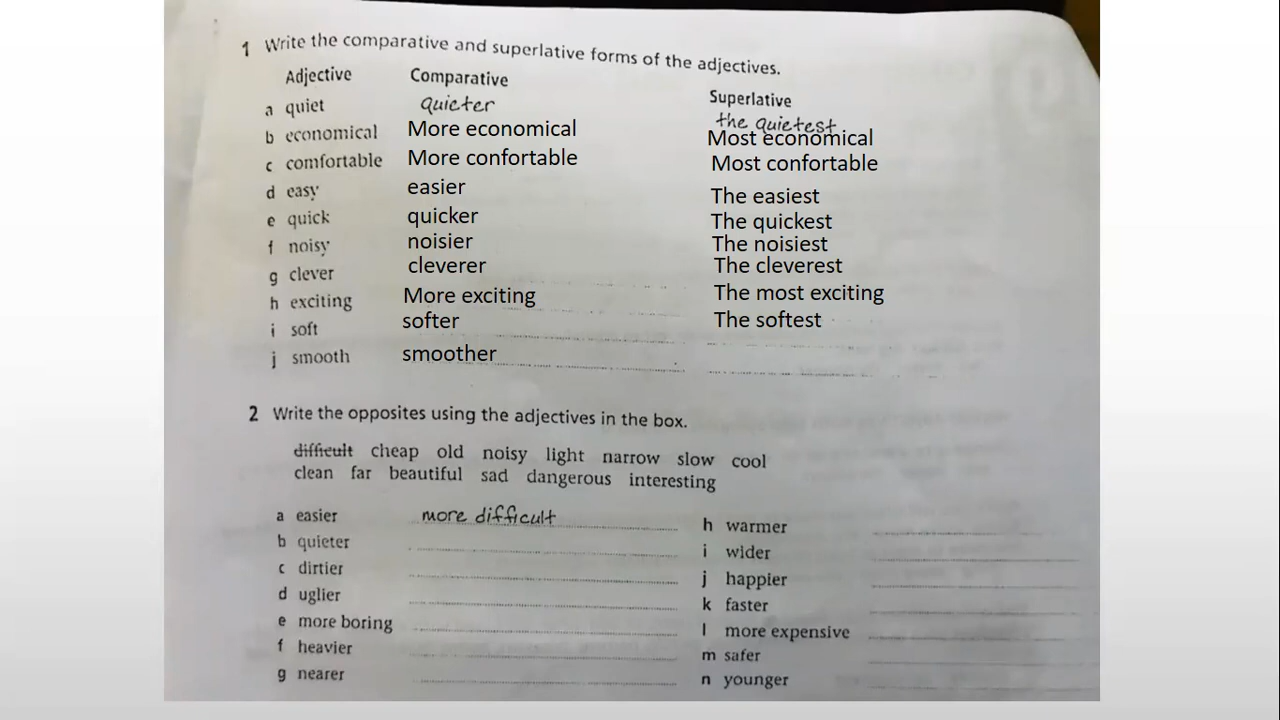 1 Write the comparative and superlative forms of the adjectives.
Adjective Comparative Superlative
a quiet quieter the quietest
b economical More economical Most economical
c comfortable More confortable Most confortable
d easy easier The easiest
e quick quicker The quickest
f noisy noisier The noisiest
g clever cleverer The cleverest
h exciting More exciting The most exciting
i soft softer The softest
j smooth smoother
2 Write the opposites using the adjectives in the box.
difficult cheap old noisy light narrow slow cool
clean far beautiful sad dangerous interesting
a easier more difficult
b quieter
c dirtier
d uglier
e more boring
f heavier
g nearer
h warmer
i wider
j happier
k faster
l more expensive
m safer
n younger